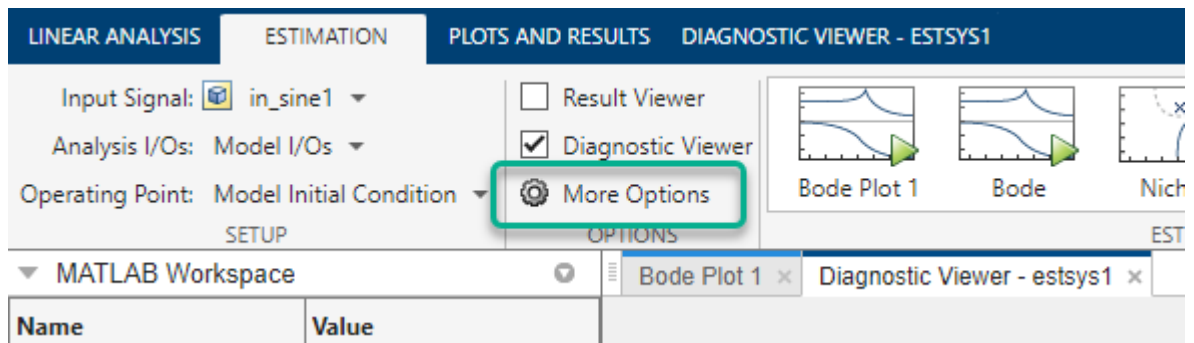 LINEAR ANALYSIS ESTIMATION PLOTS AND RESULTS DIAGNOSTIC VIEWER - ESTSYS1
Input Signal: in_sine1
Analysis I/Os: Model I/Os
Operating Point: Model Initial Condition
SETUP
Result Viewer
Diagnostic Viewer
More Options
OPTIONS
Bode Plot 1 Bode Nich
EST
MATLAB Workspace
Name Value
Bode Plot 1 × Diagnostic Viewer - estsys1 ×